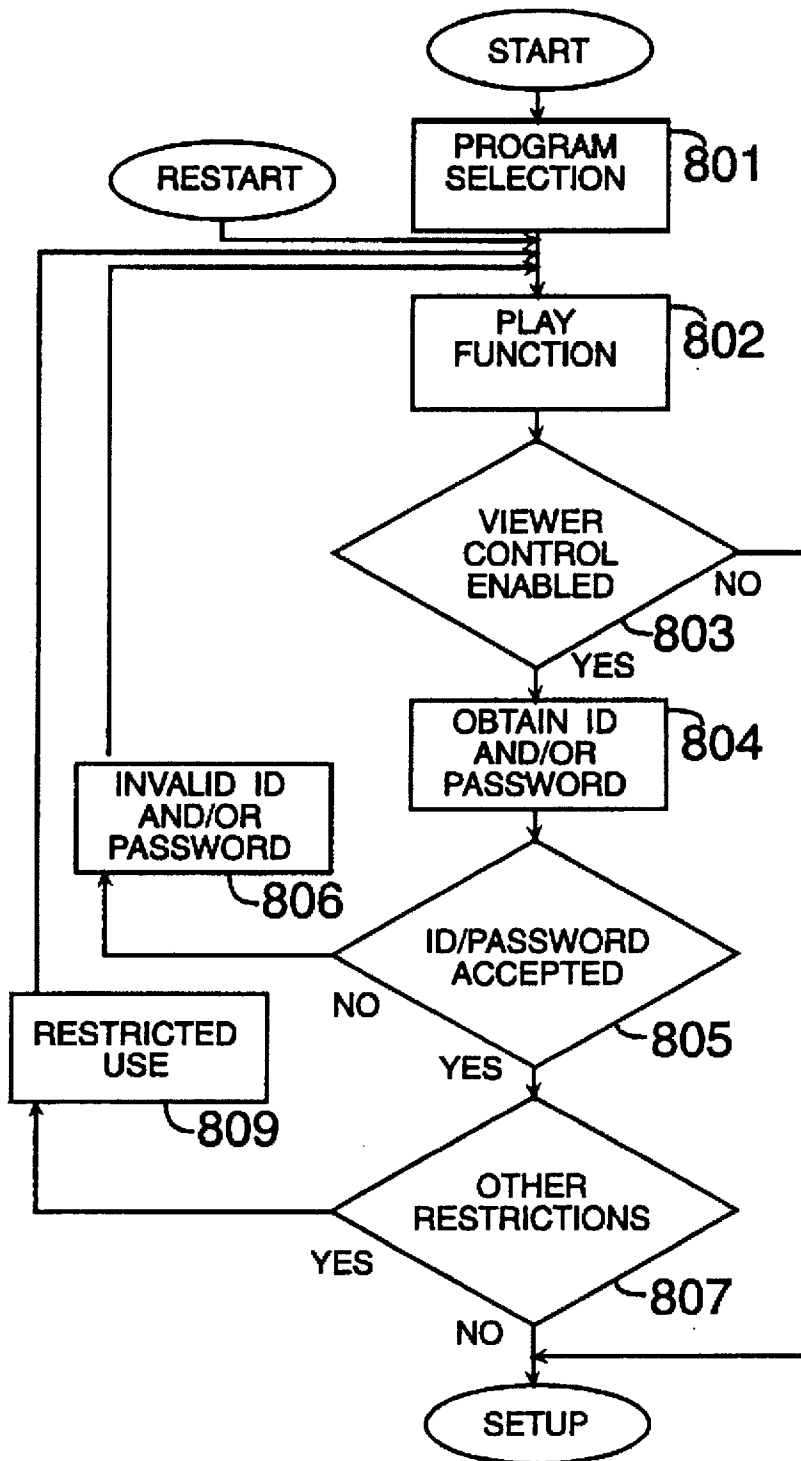 START
PROGRAM
SELECTION
801
RESTART
PLAY
FUNCTION
802
VIEWER
CONTROL
ENABLED
NO
803
YES
OBTAIN ID
AND/OR
PASSWORD
804
INVALID ID
AND/OR
PASSWORD
806
ID/PASSWORD
ACCEPTED
NO
805
YES
RESTRICTED
USE
809
OTHER
RESTRICTIONS
YES
807
NO
SETUP